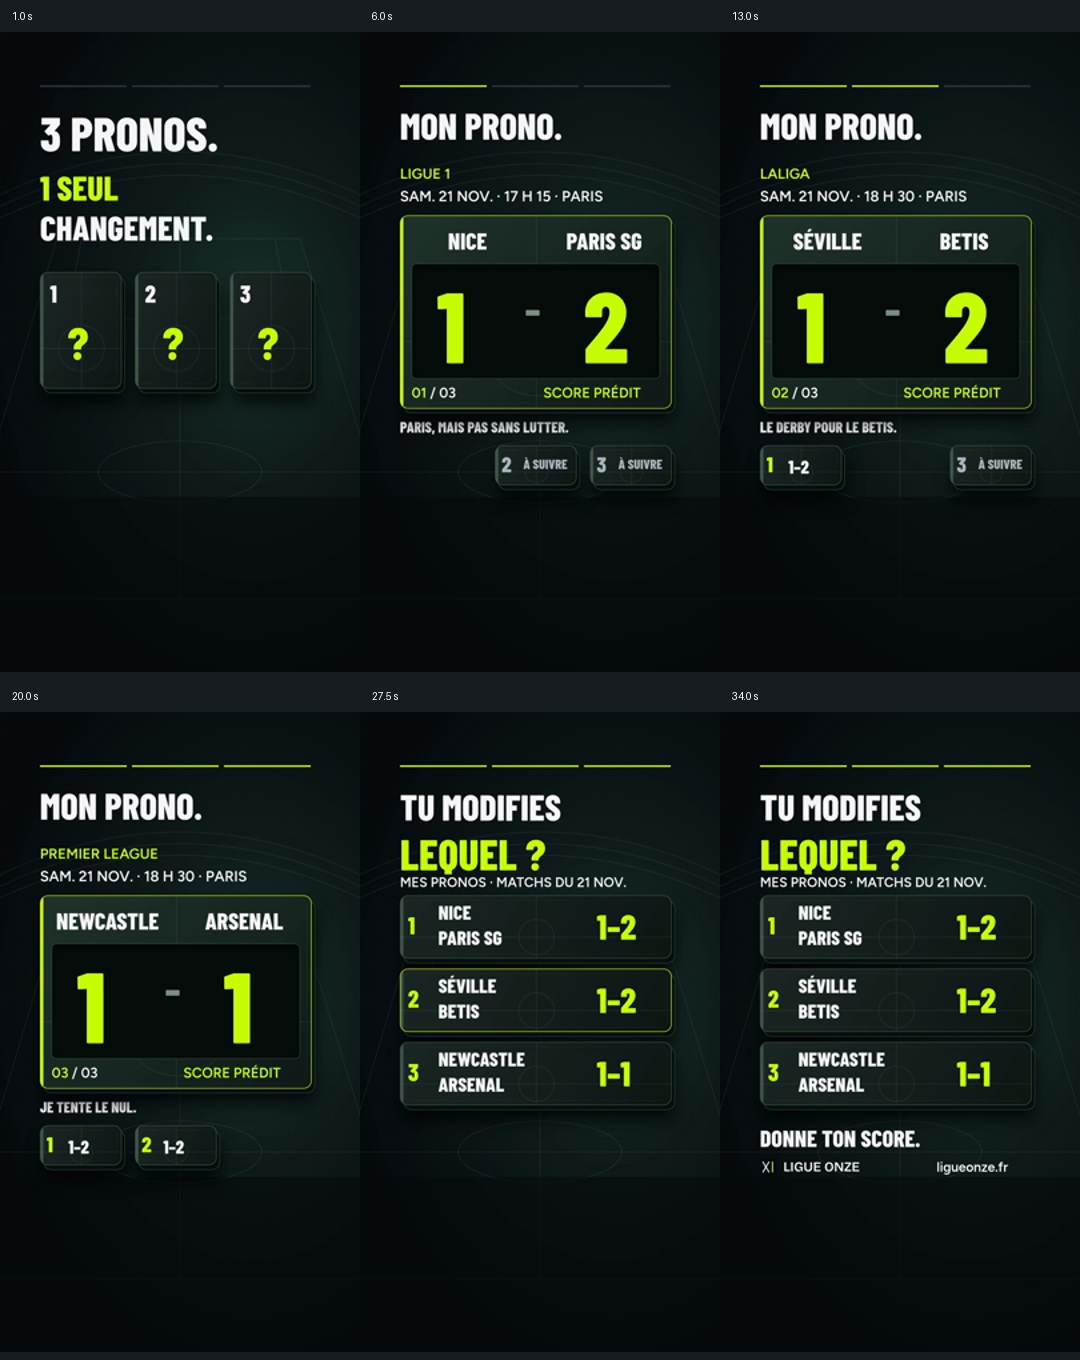 1.0 s
3 PRONOS.
1 SEUL
CHANGEMENT.
1
?
2
?
3
?
6.0 s
MON PRONO.
LIGUE 1
SAM. 21 NOV. · 17 H 15 · PARIS
NICE PARIS SG
1 - 2
01 / 03 SCORE PRÉDIT
PARIS, MAIS PAS SANS LUTTER.
2 À SUIVRE
3 À SUIVRE
13.0 s
MON PRONO.
LALIGA
SAM. 21 NOV. · 18 H 30 · PARIS
SÉVILLE BETIS
1 - 2
02 / 03 SCORE PRÉDIT
LE DERBY POUR LE BETIS.
1 1-2
3 À SUIVRE
20.0 s
MON PRONO.
PREMIER LEAGUE
SAM. 21 NOV. · 18 H 30 · PARIS
NEWCASTLE ARSENAL
1 - 1
03 / 03 SCORE PRÉDIT
JE TENTE LE NUL.
1 1-2
2 1-2
27.5 s
TU MODIFIES
LEQUEL ?
MES PRONOS · MATCHS DU 21 NOV.
1 NICE
PARIS SG 1-2
2 SÉVILLE
BETIS 1-2
3 NEWCASTLE
ARSENAL 1-1
34.0 s
TU MODIFIES
LEQUEL ?
MES PRONOS · MATCHS DU 21 NOV.
1 NICE
PARIS SG 1-2
2 SÉVILLE
BETIS 1-2
3 NEWCASTLE
ARSENAL 1-1
DONNE TON SCORE.
XI LIGUE ONZE ligueonze.fr